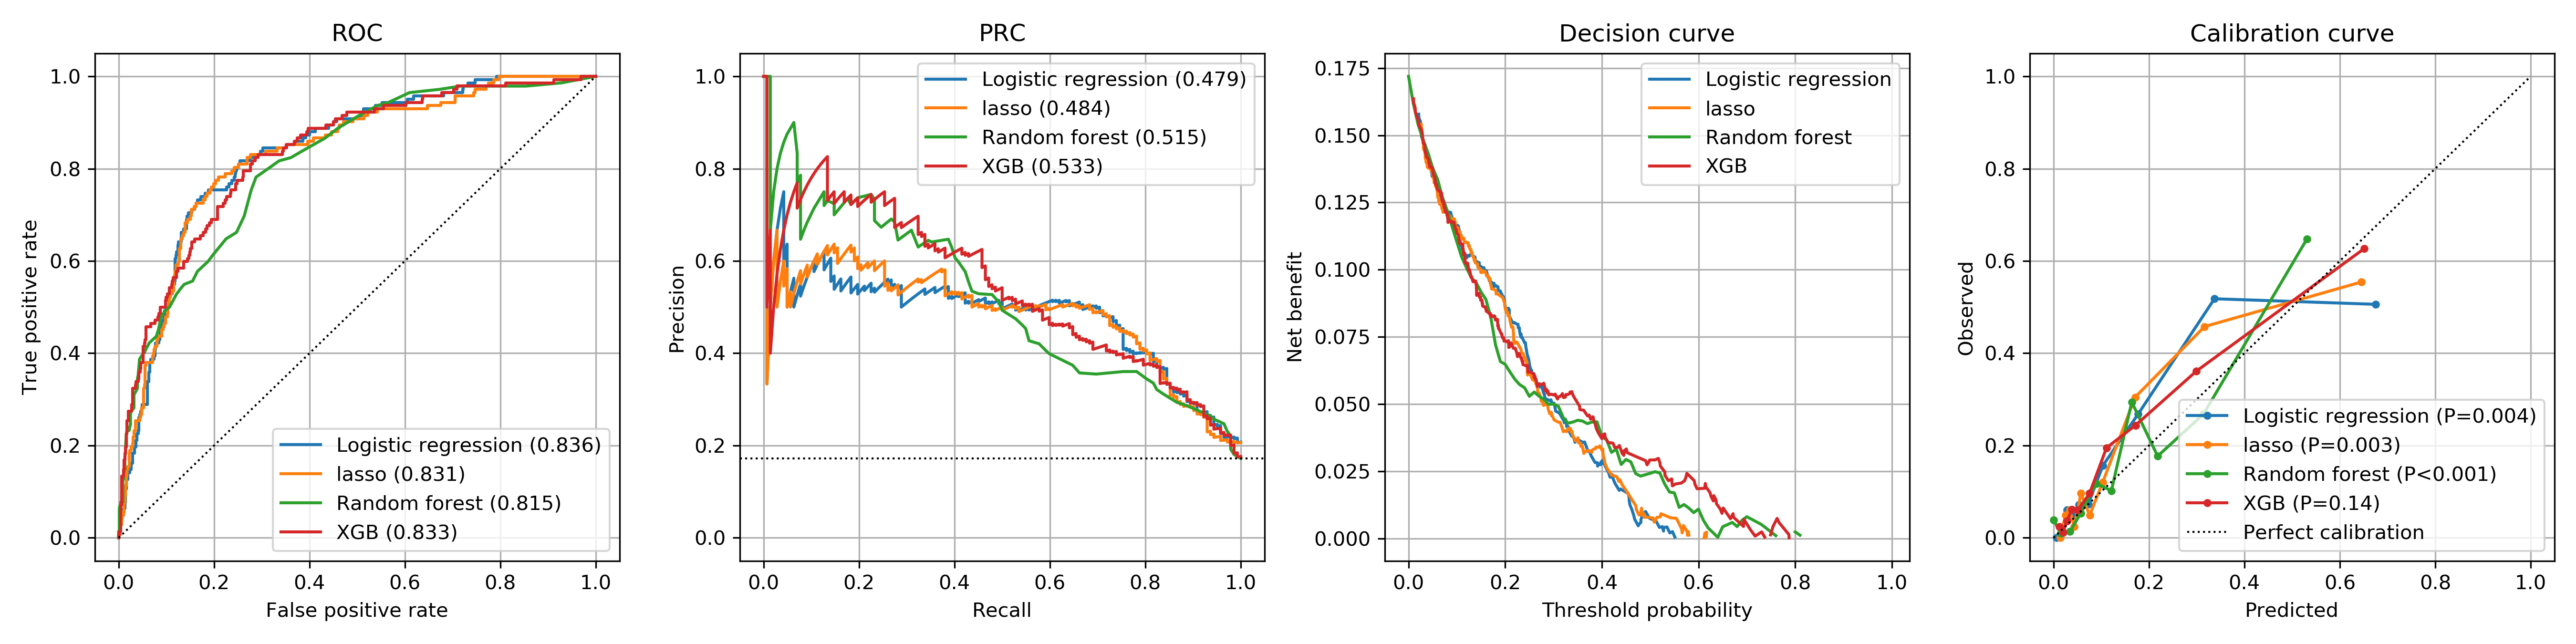 ROC
1.0
0.8
0.6
0.4
0.2
0.0
True positive rate
Logistic regression (0.836)
lasso (0.831)
Random forest (0.815)
XGB (0.833)
0.0 0.2 0.4 0.6 0.8 1.0
False positive rate
PRC
1.0
0.8
0.6
0.4
0.2
0.0
Precision
Logistic regression (0.479)
lasso (0.484)
Random forest (0.515)
XGB (0.533)
0.0 0.2 0.4 0.6 0.8 1.0
Recall
Decision curve
0.175
0.150
0.125
0.100
0.075
0.050
0.025
0.000
Net benefit
Logistic regression
lasso
Random forest
XGB
0.0 0.2 0.4 0.6 0.8 1.0
Threshold probability
Calibration curve
1.0
0.8
0.6
0.4
0.2
0.0
Observed
Logistic regression (P=0.004)
lasso (P=0.003)
Random forest (P<0.001)
XGB (P=0.14)
Perfect calibration
0.0 0.2 0.4 0.6 0.8 1.0
Predicted